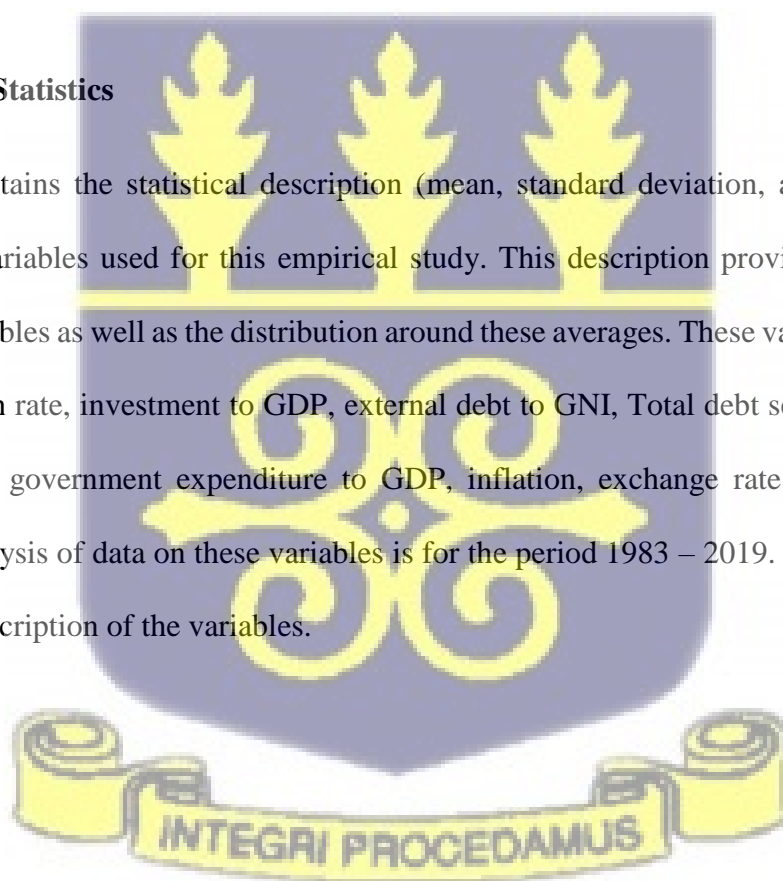 Statistics
tains the statistical description (mean, standard deviation, a
ariables used for this empirical study. This description provi
bles as well as the distribution around these averages. These va
rate, investment to GDP, external debt to GNI, Total debt s
government expenditure to GDP, inflation, exchange rate
ysis of data on these variables is for the period 1983 – 2019.
cription of the variables.
INTEGRI PROCEDAMUS